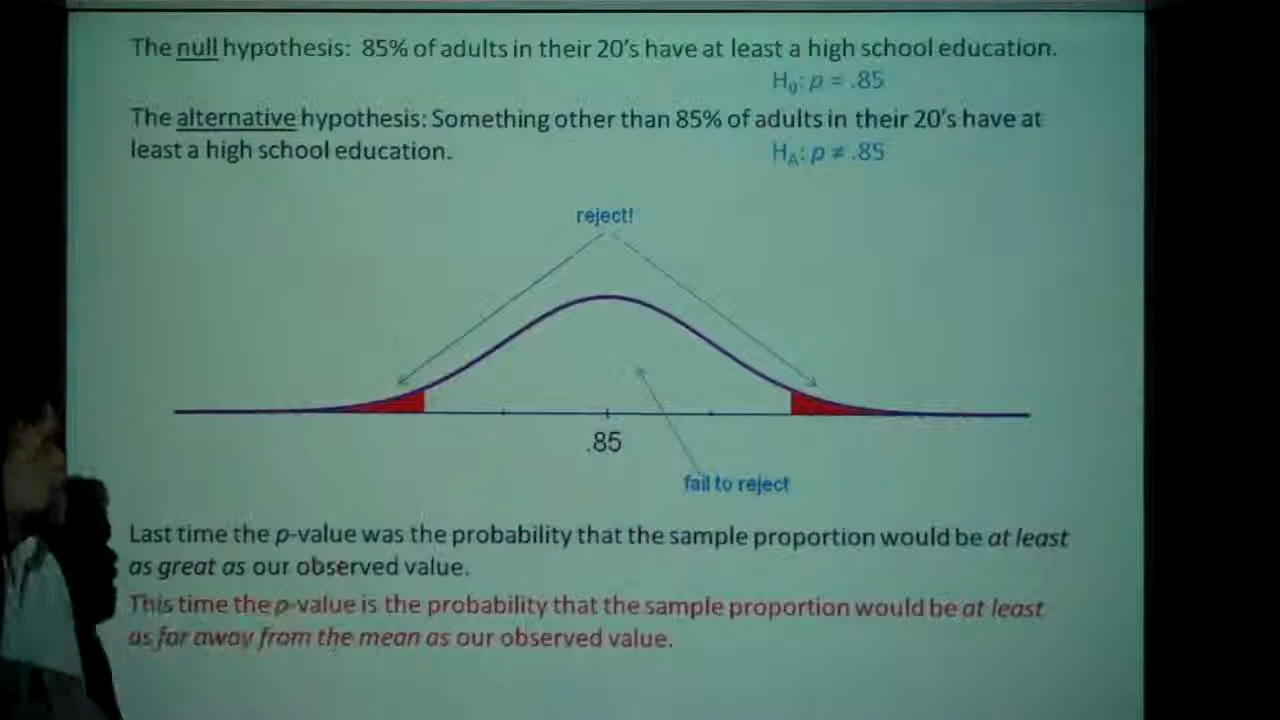 The null hypothesis: 85% of adults in their 20's have at least a high school education.
H₀: p = .85
The alternative hypothesis: Something other than 85% of adults in their 20's have at
least a high school education.
Hₐ: p ≠ .85
reject!
.85
fail to reject
Last time the p-value was the probability that the sample proportion would be at least
as great as our observed value.
This time the p-value is the probability that the sample proportion would be at least
as far away from the mean as our observed value.